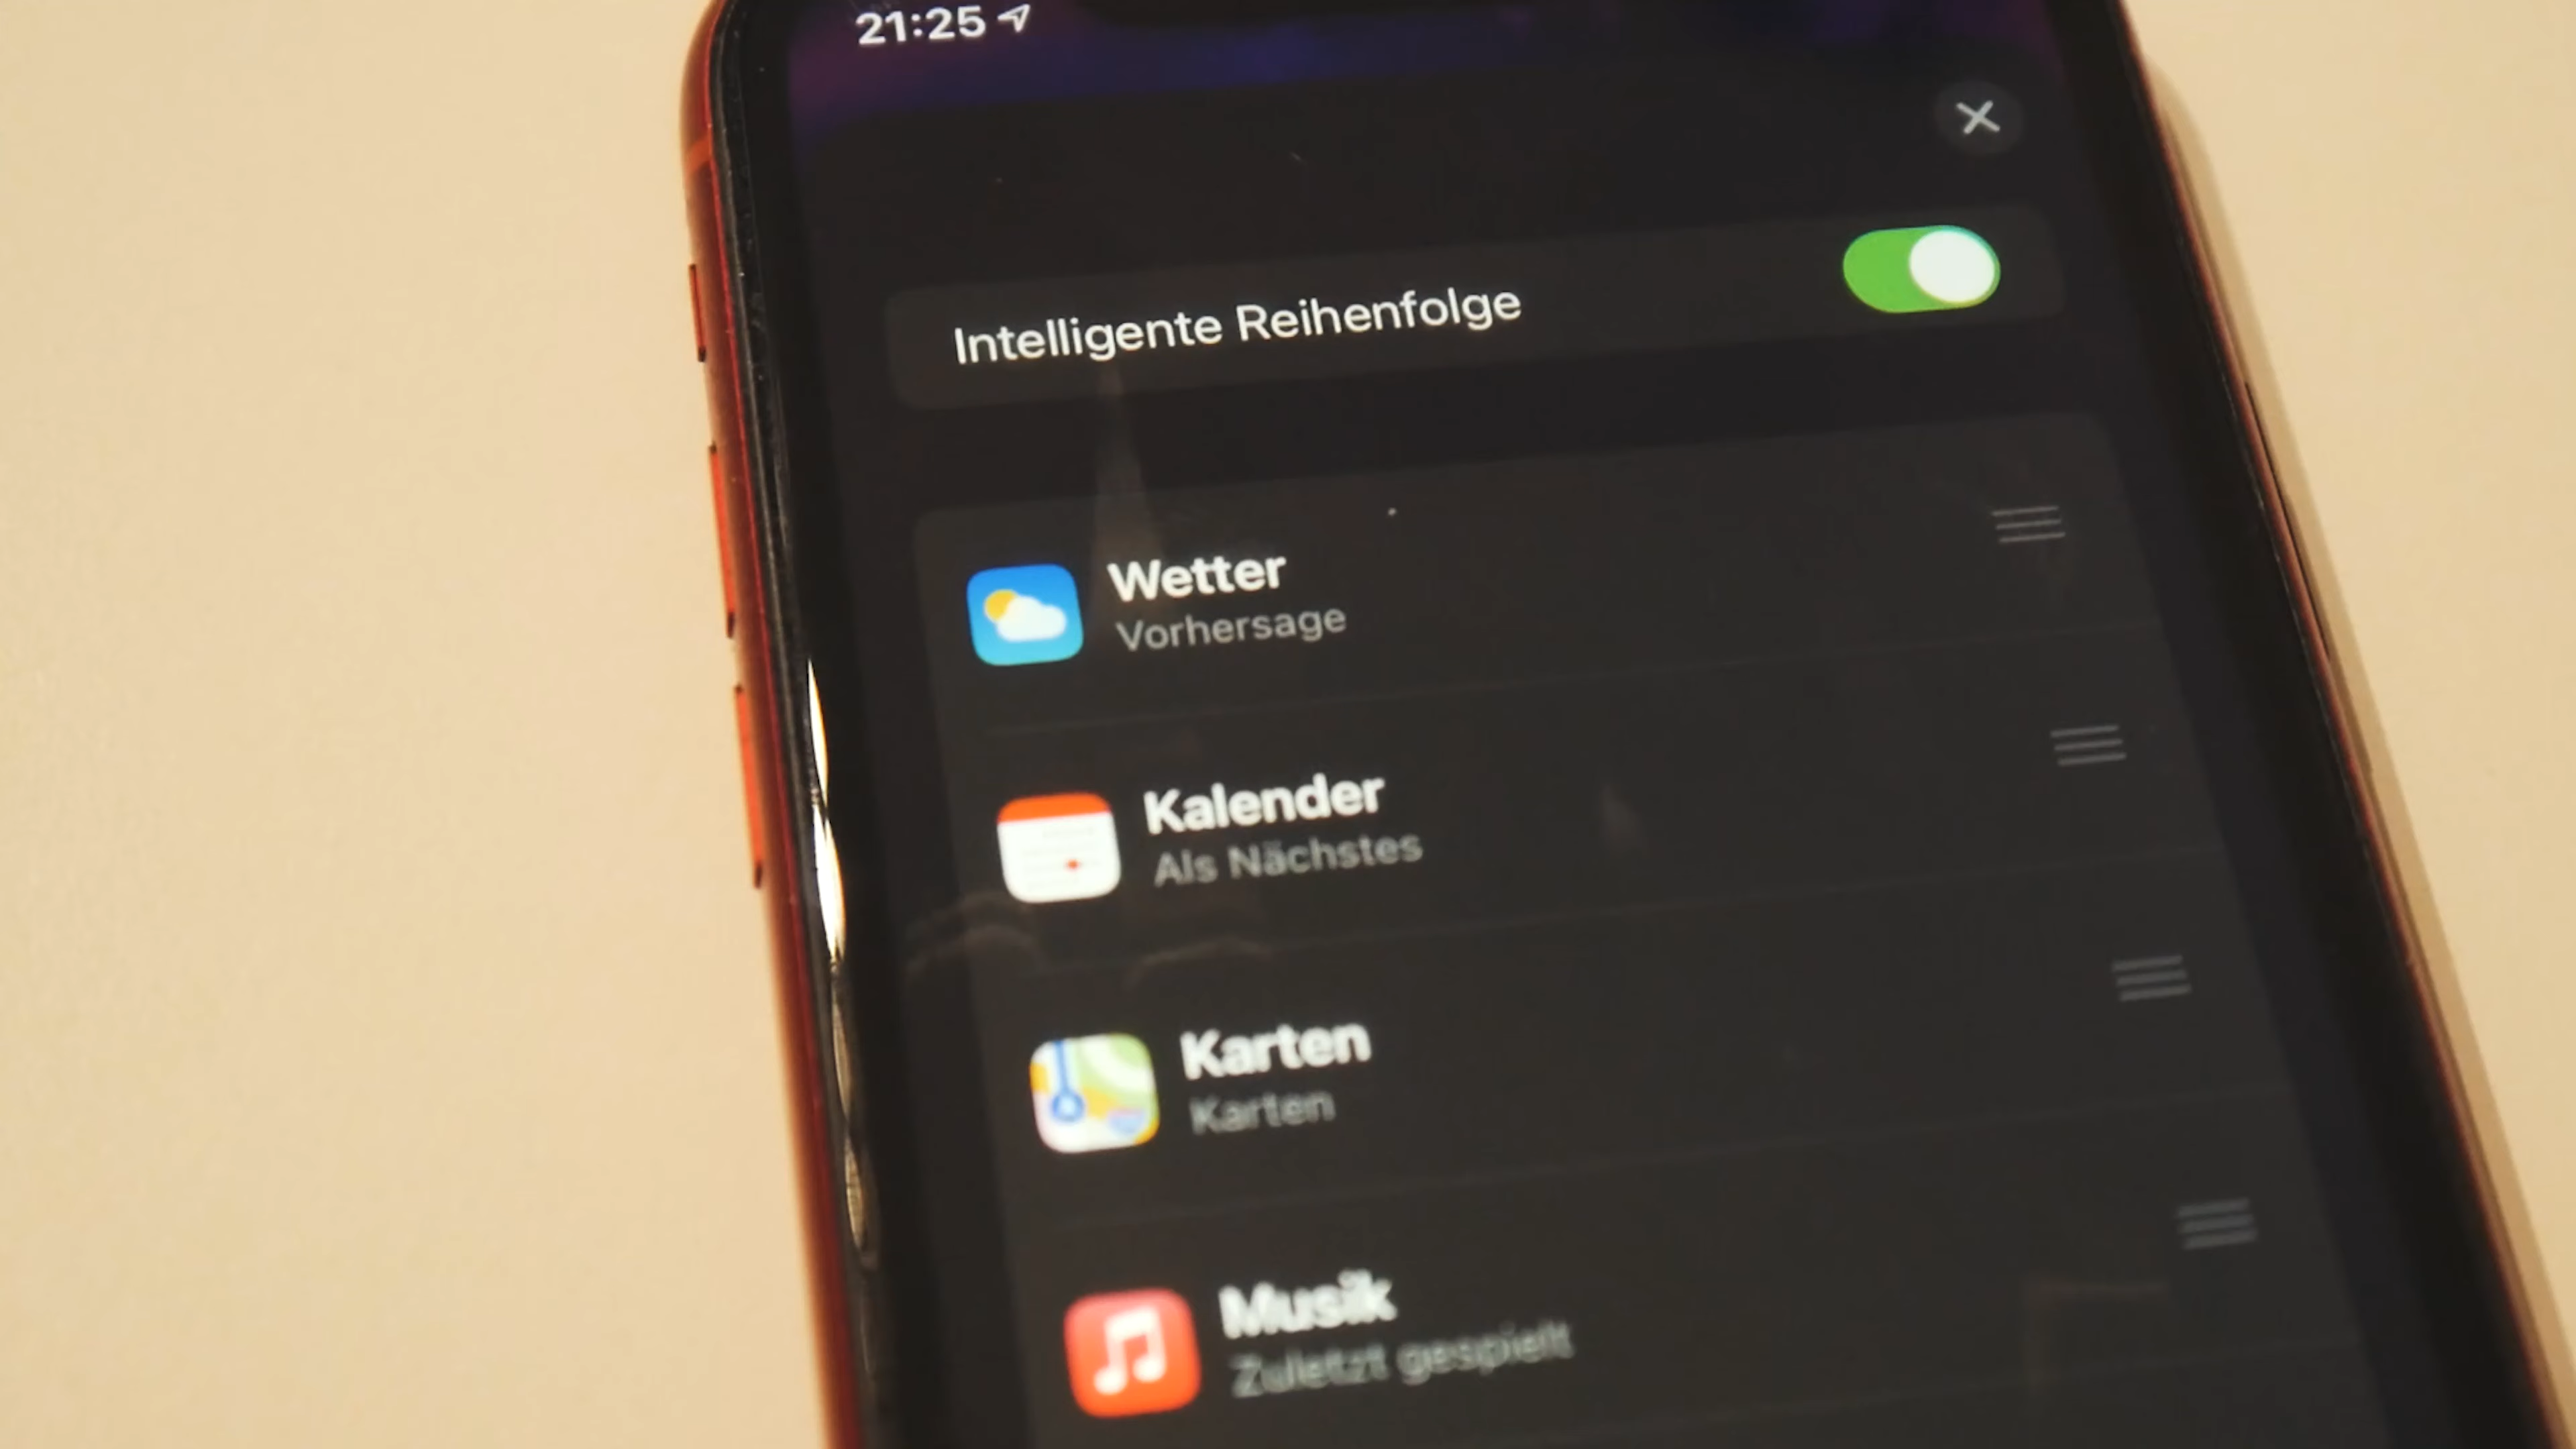 21:25
Intelligente Reihenfolge
Wetter
Vorhersage
Kalender
Als Nächstes
Karten
Karten
Musik
Zuletzt gespielt